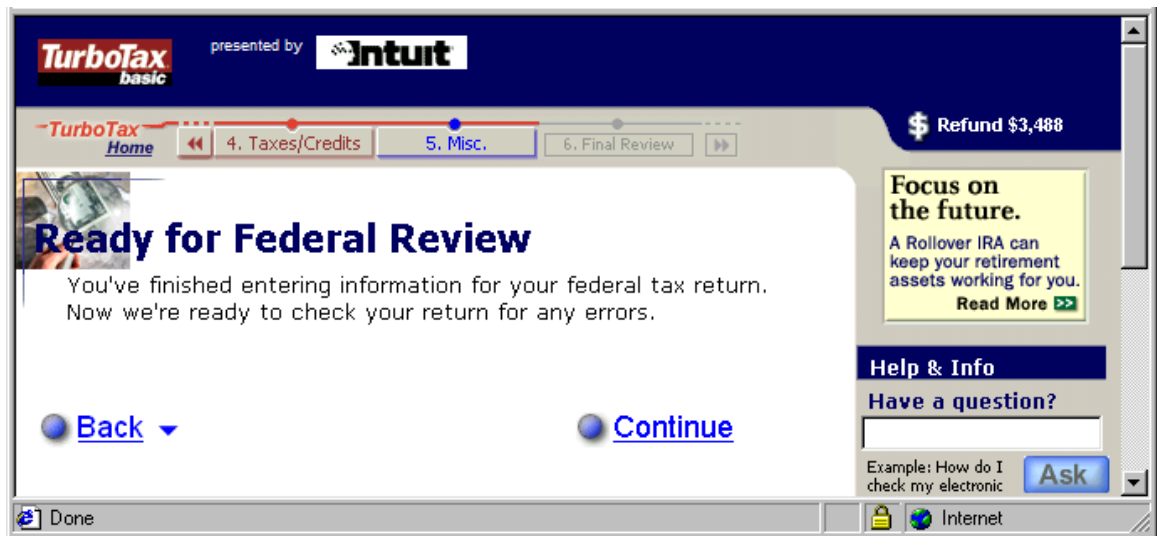 TurboTax
basic
presented by
Intuit
TurboTax
Home
4. Taxes/Credits
5. Misc.
6. Final Review
Refund $3,488
Ready for Federal Review
You've finished entering information for your federal tax return.
Now we're ready to check your return for any errors.
Back
Continue
Focus on
the future.
A Rollover IRA can
keep your retirement
assets working for you.
Read More
Help & Info
Have a question?
Example: How do I
check my electronic
Ask
Done
Internet